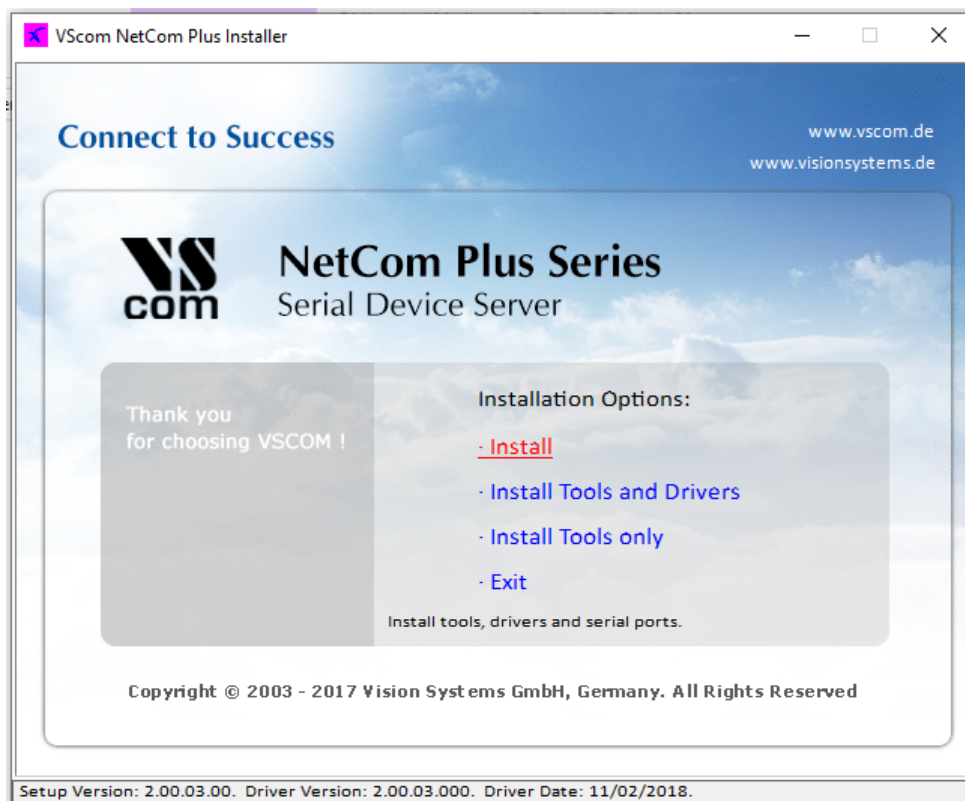 VScom NetCom Plus Installer
Connect to Success
www.vscom.de
www.visionsystems.de
VS
com
NetCom Plus Series
Serial Device Server
Thank you
for choosing VSCOM !
Installation Options:
· Install
· Install Tools and Drivers
· Install Tools only
· Exit
Install tools, drivers and serial ports.
Copyright © 2003 - 2017 Vision Systems GmbH, Germany. All Rights Reserved
Setup Version: 2.00.03.00. Driver Version: 2.00.03.000. Driver Date: 11/02/2018.